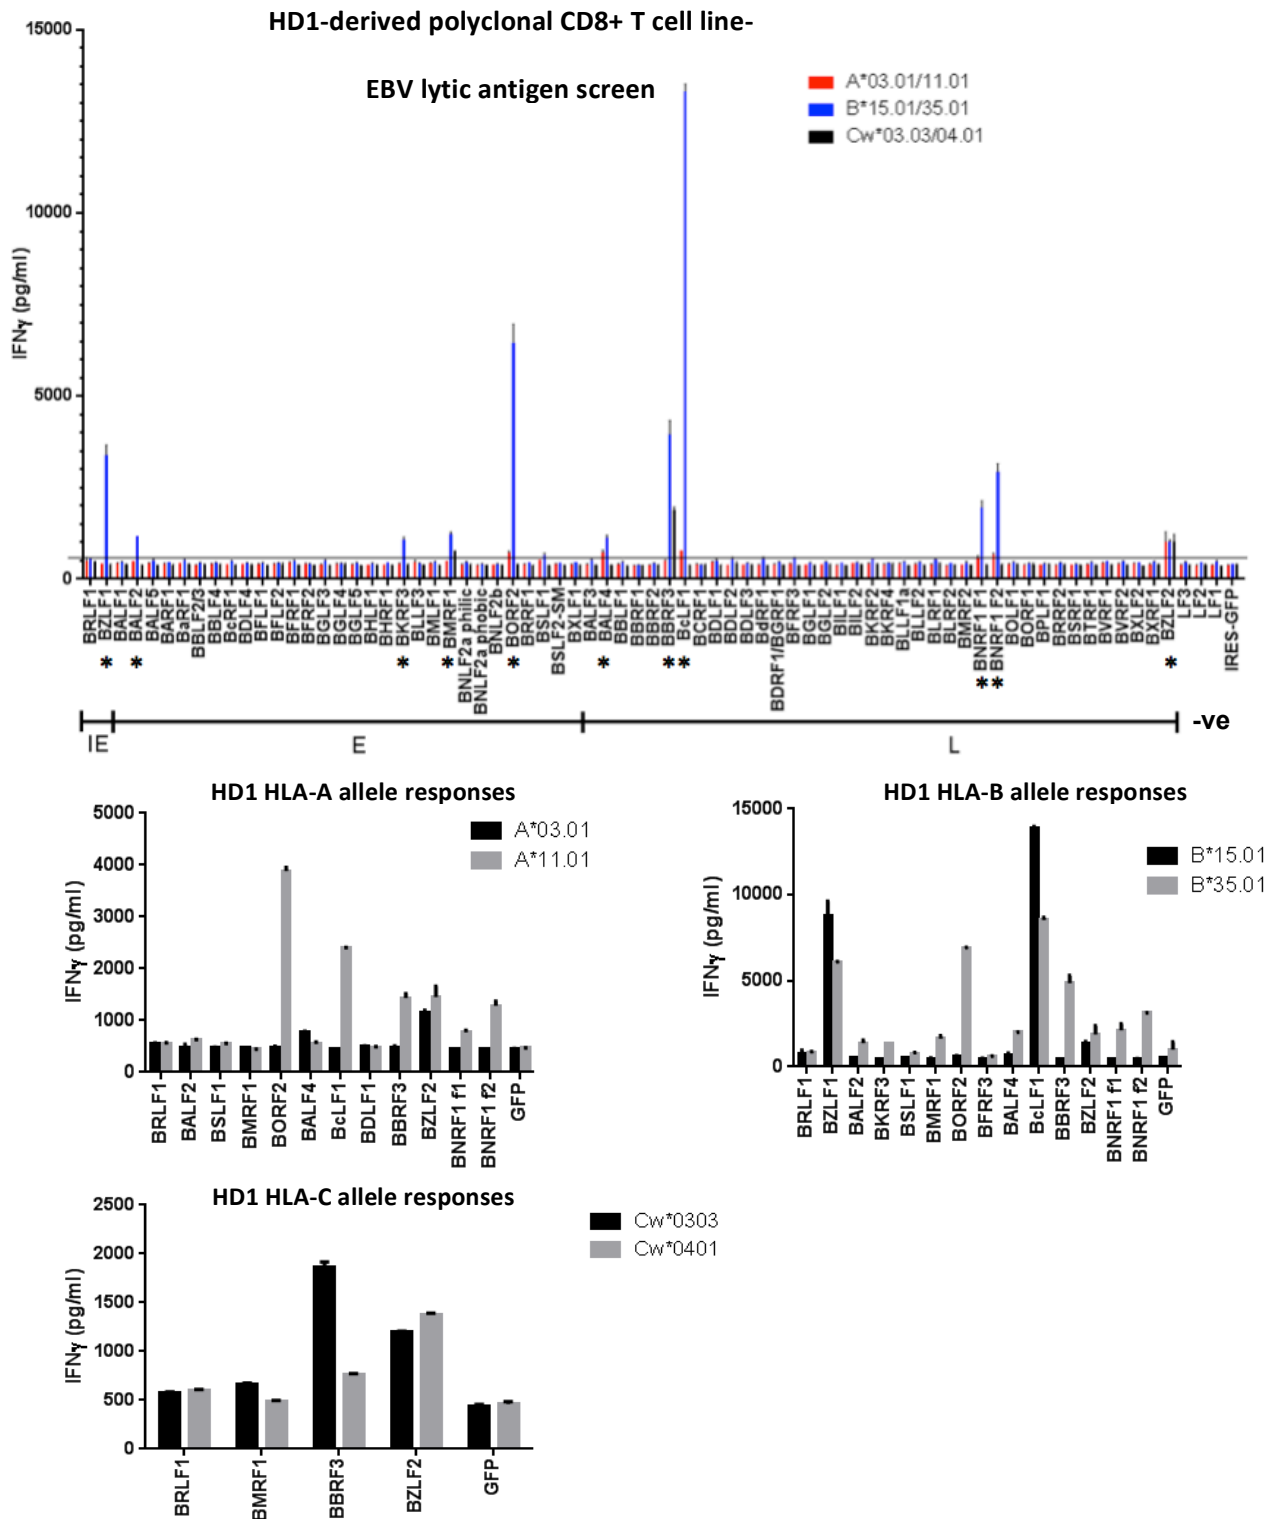 HD1-derived polyclonal CD8+ T cell line-
EBV lytic antigen screen
A*03.01/11.01
B*15.01/35.01
Cw*03.03/04.01
IFNγ (pg/ml)
15000
10000
5000
0
BRLF1
BZLF1 *
BALF1
BALF2 *
BALF5
BARF1
BaRF1
BBLF2/3
BBLF4
BcRF1
BDLF4
BFLF1
BFLF2
BFRF1
BFRF2
BGLF3
BGLF4
BGLF5
BHLF1
BHRF1
BKRF3 *
BLLF3
BMLF1
BMRF1 *
BNLF2a philic
BNLF2a phobic
BNLF2b
BORF2 *
BRRF1
BSLF1
BSLF2-SM
BXLF1
BALF3
BALF4 *
BBLF1
BBRF1
BBRF2
BBRF3 *
BcLF1 *
BCRF1
BDLF1
BDLF2
BDLF3
BdRF1
BDRF1/BGRF1
BFRF3
BGLF1
BGLF2
BILF1
BILF2
BKRF2
BKRF4
BLLF1a
BLLF2
BLRF1
BLRF2
BMRF2
BNRF1 F1 *
BNRF1 F2 *
BOLF1
BORF1
BPLF1
BRRF2
BSRF1
BTRF1
BVRF1
BVRF2
BXLF2
BXRF1
BZLF2 *
LF3
LF2
LF1
IRES-GFP
IE
E
L
-ve
HD1 HLA-A allele responses
A*03.01
A*11.01
IFNγ (pg/ml)
5000
4000
3000
2000
1000
0
BRLF1
BALF2
BSLF1
BMRF1
BORF2
BALF4
BcLF1
BDLF1
BBRF3
BZLF2
BNRF1 f1
BNRF1 f2
GFP
HD1 HLA-B allele responses
B*15.01
B*35.01
IFNγ (pg/ml)
15000
10000
5000
0
BRLF1
BZLF1
BALF2
BKRF3
BSLF1
BMRF1
BORF2
BFRF3
BALF4
BcLF1
BBRF3
BZLF2
BNRF1 f1
BNRF1 f2
GFP
HD1 HLA-C allele responses
Cw*0303
Cw*0401
IFNγ (pg/ml)
2500
2000
1500
1000
500
0
BRLF1
BMRF1
BBRF3
BZLF2
GFP